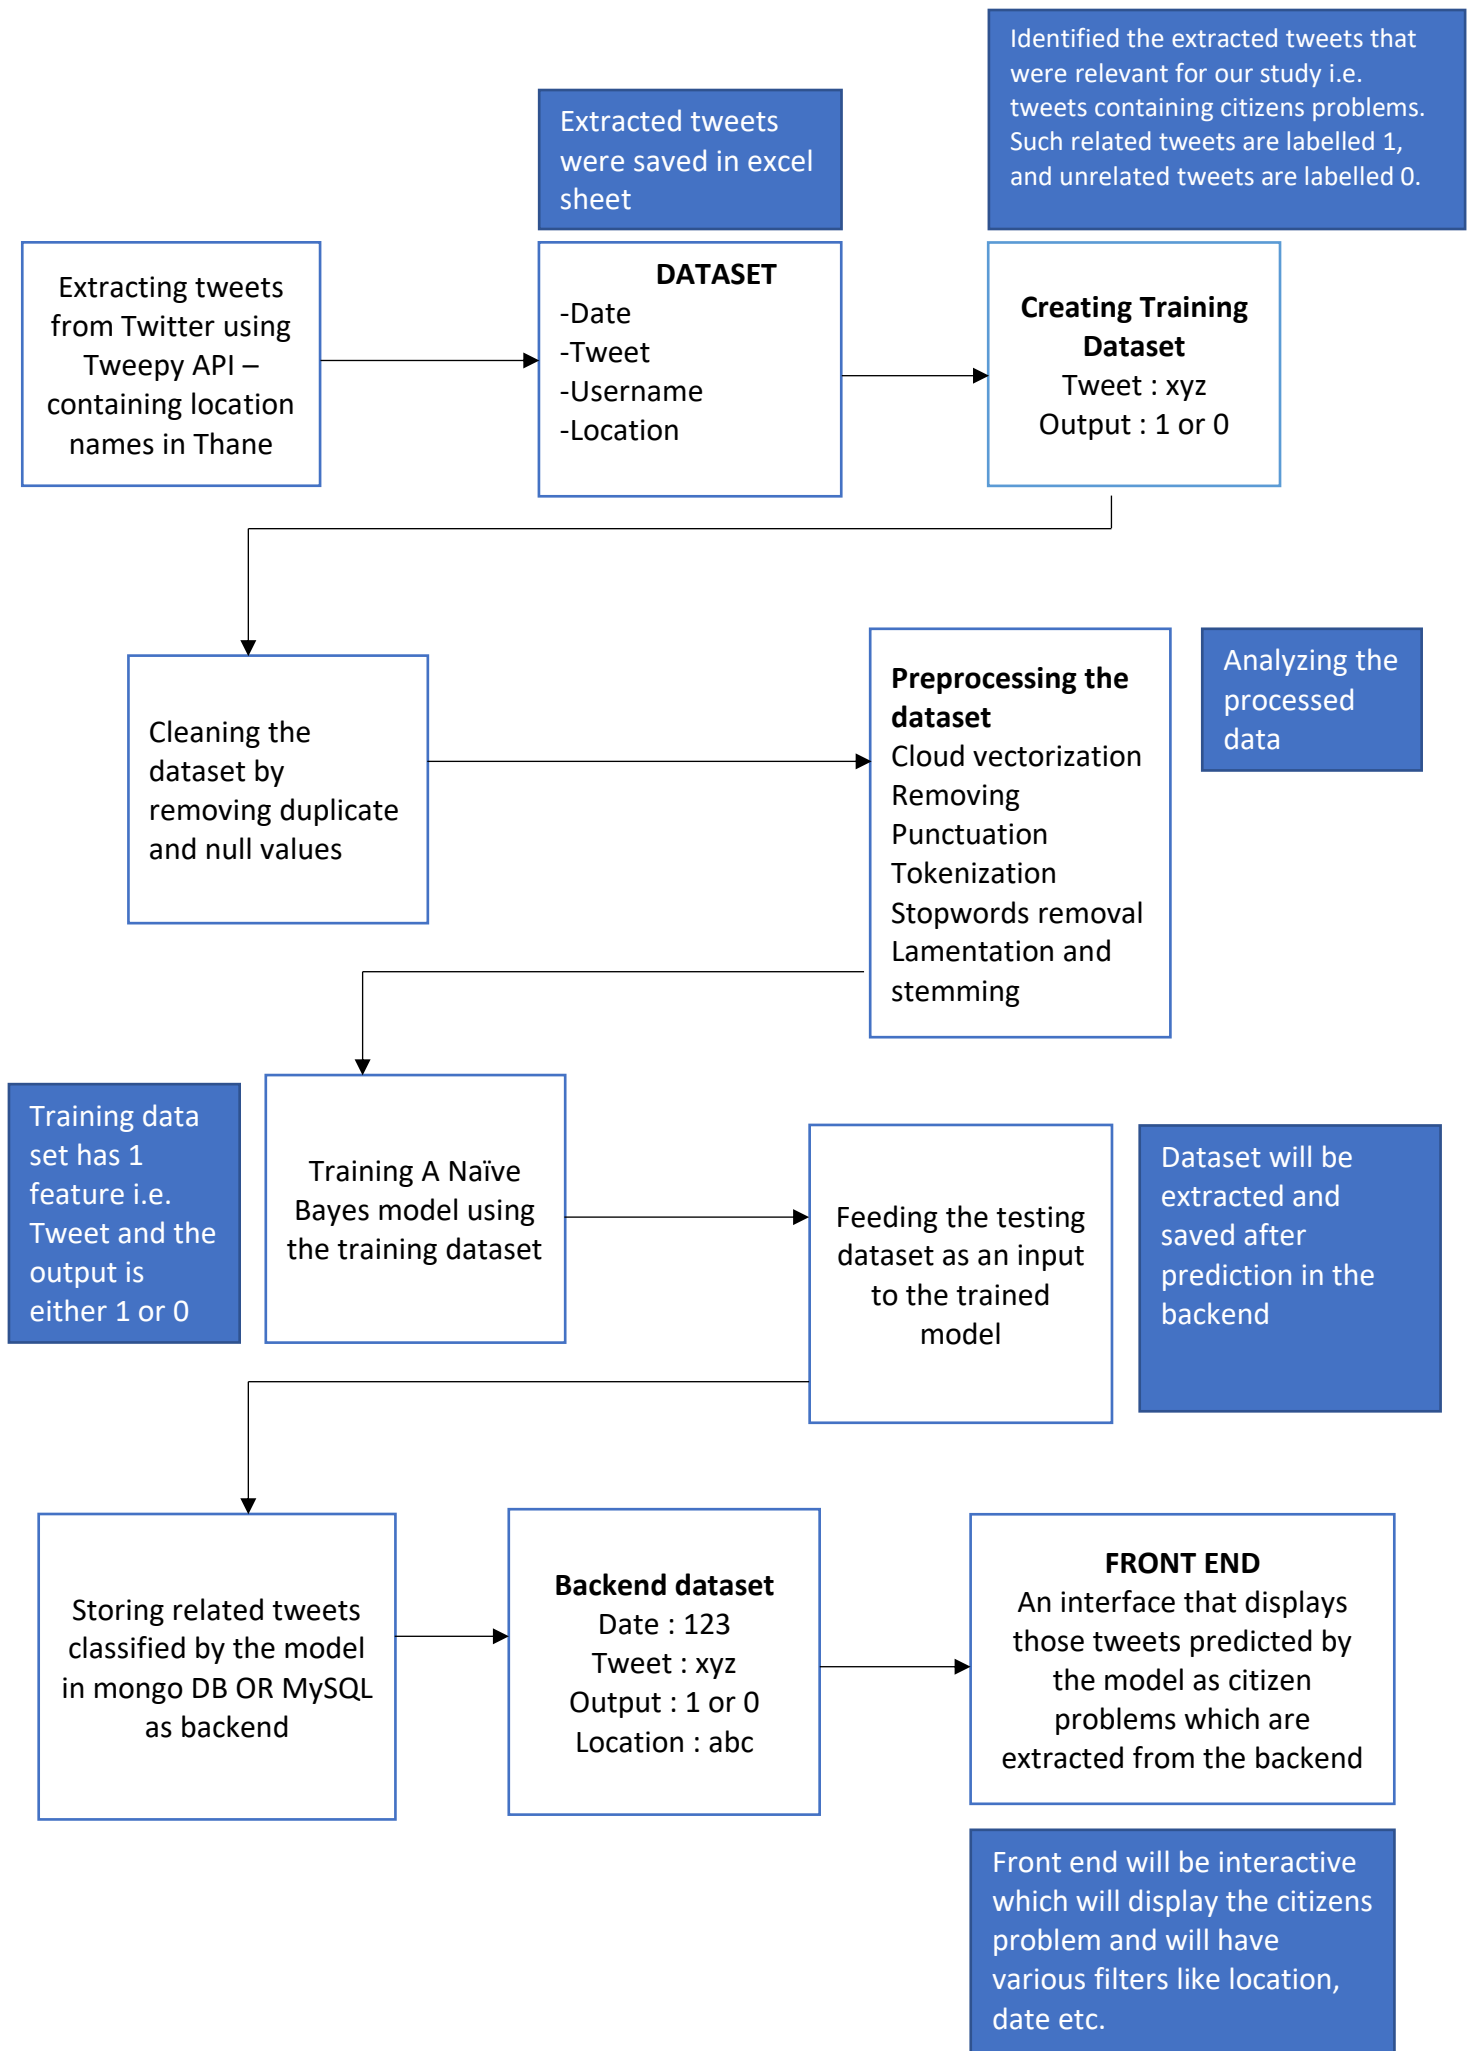 Identified the extracted tweets that
were relevant for our study i.e.
tweets containing citizens problems.
Such related tweets are labelled 1,
and unrelated tweets are labelled 0.
Extracted tweets
were saved in excel
sheet
Extracting tweets
from Twitter using
Tweepy API –
containing location
names in Thane
DATASET
-Date
-Tweet
-Username
-Location
Creating Training
Dataset
Tweet : xyz
Output : 1 or 0
Cleaning the
dataset by
removing duplicate
and null values
Preprocessing the
dataset
Cloud vectorization
Removing
Punctuation
Tokenization
Stopwords removal
Lamentation and
stemming
Analyzing the
processed
data
Training data
set has 1
feature i.e.
Tweet and the
output is
either 1 or 0
Training A Naïve
Bayes model using
the training dataset
Feeding the testing
dataset as an input
to the trained
model
Dataset will be
extracted and
saved after
prediction in the
backend
Storing related tweets
classified by the model
in mongo DB OR MySQL
as backend
Backend dataset
Date : 123
Tweet : xyz
Output : 1 or 0
Location : abc
FRONT END
An interface that displays
those tweets predicted by
the model as citizen
problems which are
extracted from the backend
Front end will be interactive
which will display the citizens
problem and will have
various filters like location,
date etc.